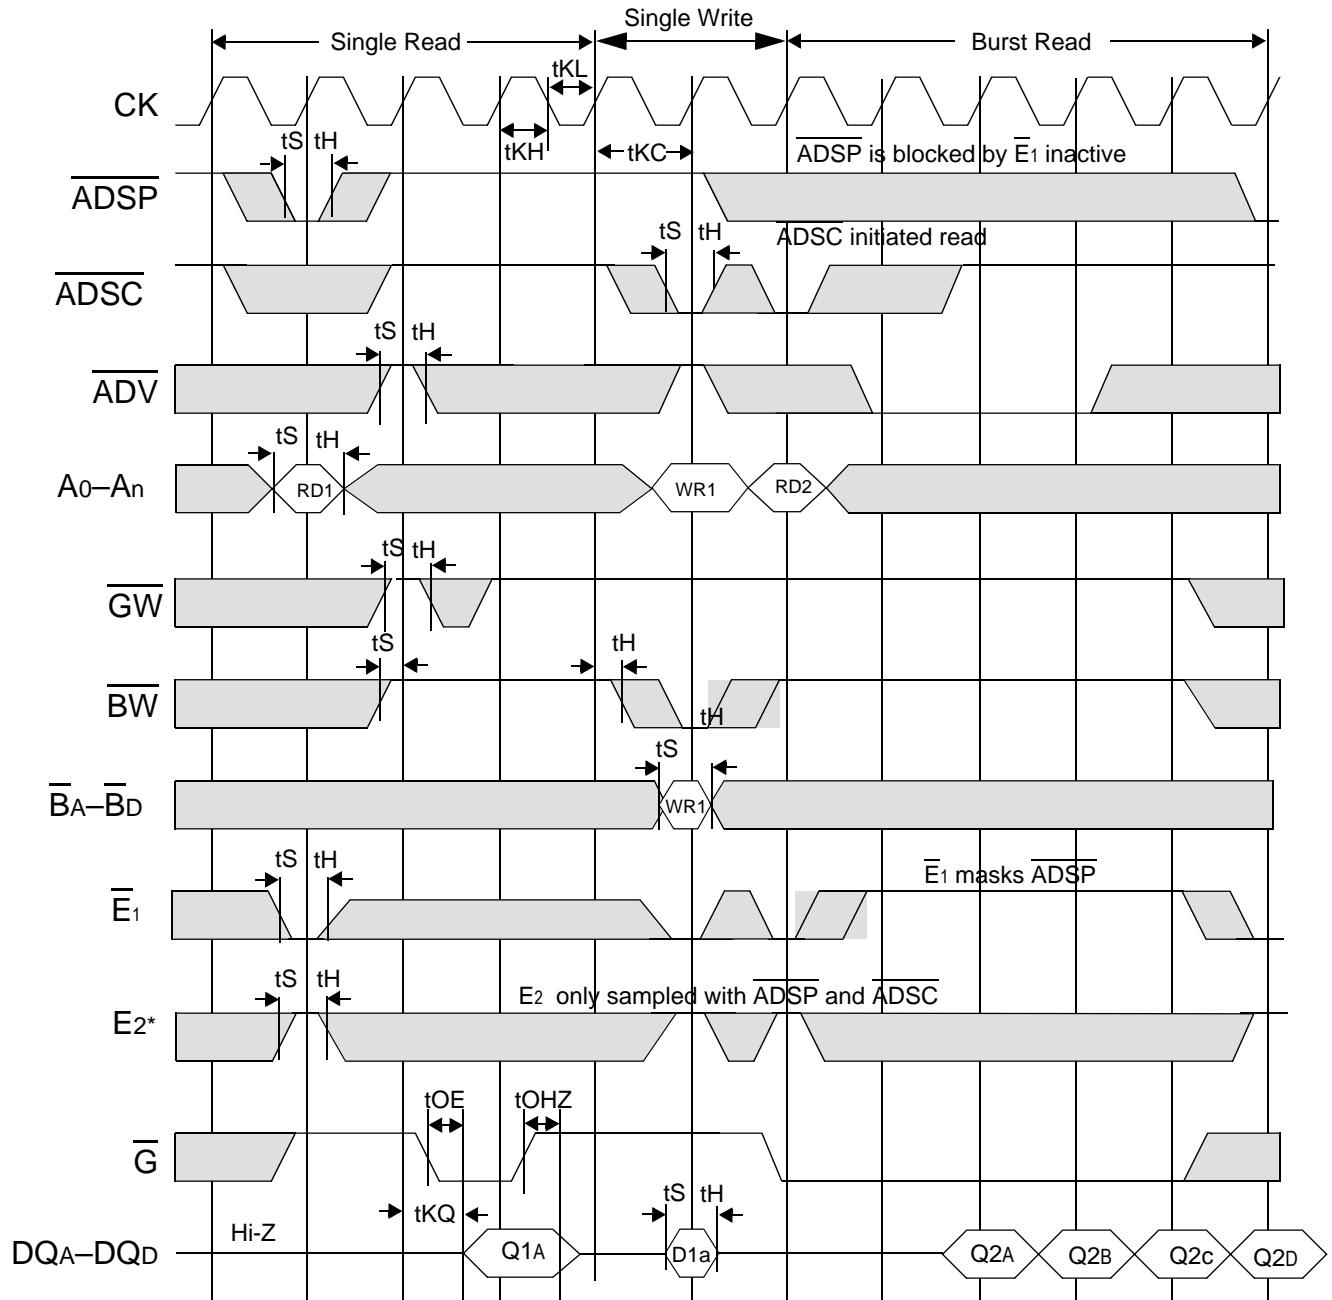 Single Write
Single Read
Burst Read
tKL
CK
tS tH
tKH
tKC
ADSP is blocked by E1 inactive
ADSP
tS tH
ADSC initiated read
ADSC
tS tH
ADV
tS tH
A0–An
RD1
WR1
RD2
tS tH
GW
tS
tH
BW
tH
tS
BA–BD
WR1
tS tH
E1 masks ADSP
E1
tS tH
E2 only sampled with ADSP and ADSC
E2*
tOE
tOHZ
G
tS tH
tKQ
Hi-Z
DQA–DQD
Q1A
D1a
Q2A
Q2B
Q2c
Q2D